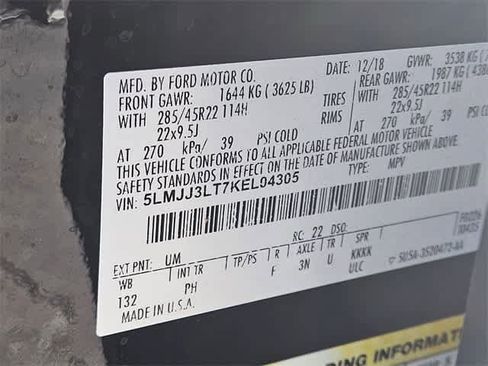 MFD. BY FORD MOTOR CO.
DATE: 12/18 GVWR: 3538 KG
FRONT GAWR: 1644 KG (3625 LB)
REAR GAWR: 1987 KG
WITH 285/45R22 114H TIRES WITH 285/45R22 114H
22x9.5J RIMS 22x9.5J
AT 270 kPa/ 39 PSI COLD AT 270 kPa/ 39 PSI COLD
THIS VEHICLE CONFORMS TO ALL APPLICABLE FEDERAL MOTOR VEHICLE
SAFETY STANDARDS IN EFFECT ON THE DATE OF MANUFACTURE SHOWN ABOVE.
VIN: 5LMJJ3LT7KEL04305 TYPE: MPV
EXT PNT: UM RC: 22 DSO:
WB INT TR TP/PS R AXLE TR SPR
132 PH F 3N U KKKK
MADE IN U.S.A. ULC
5U5A-3520472-AA
DING INFORMAT